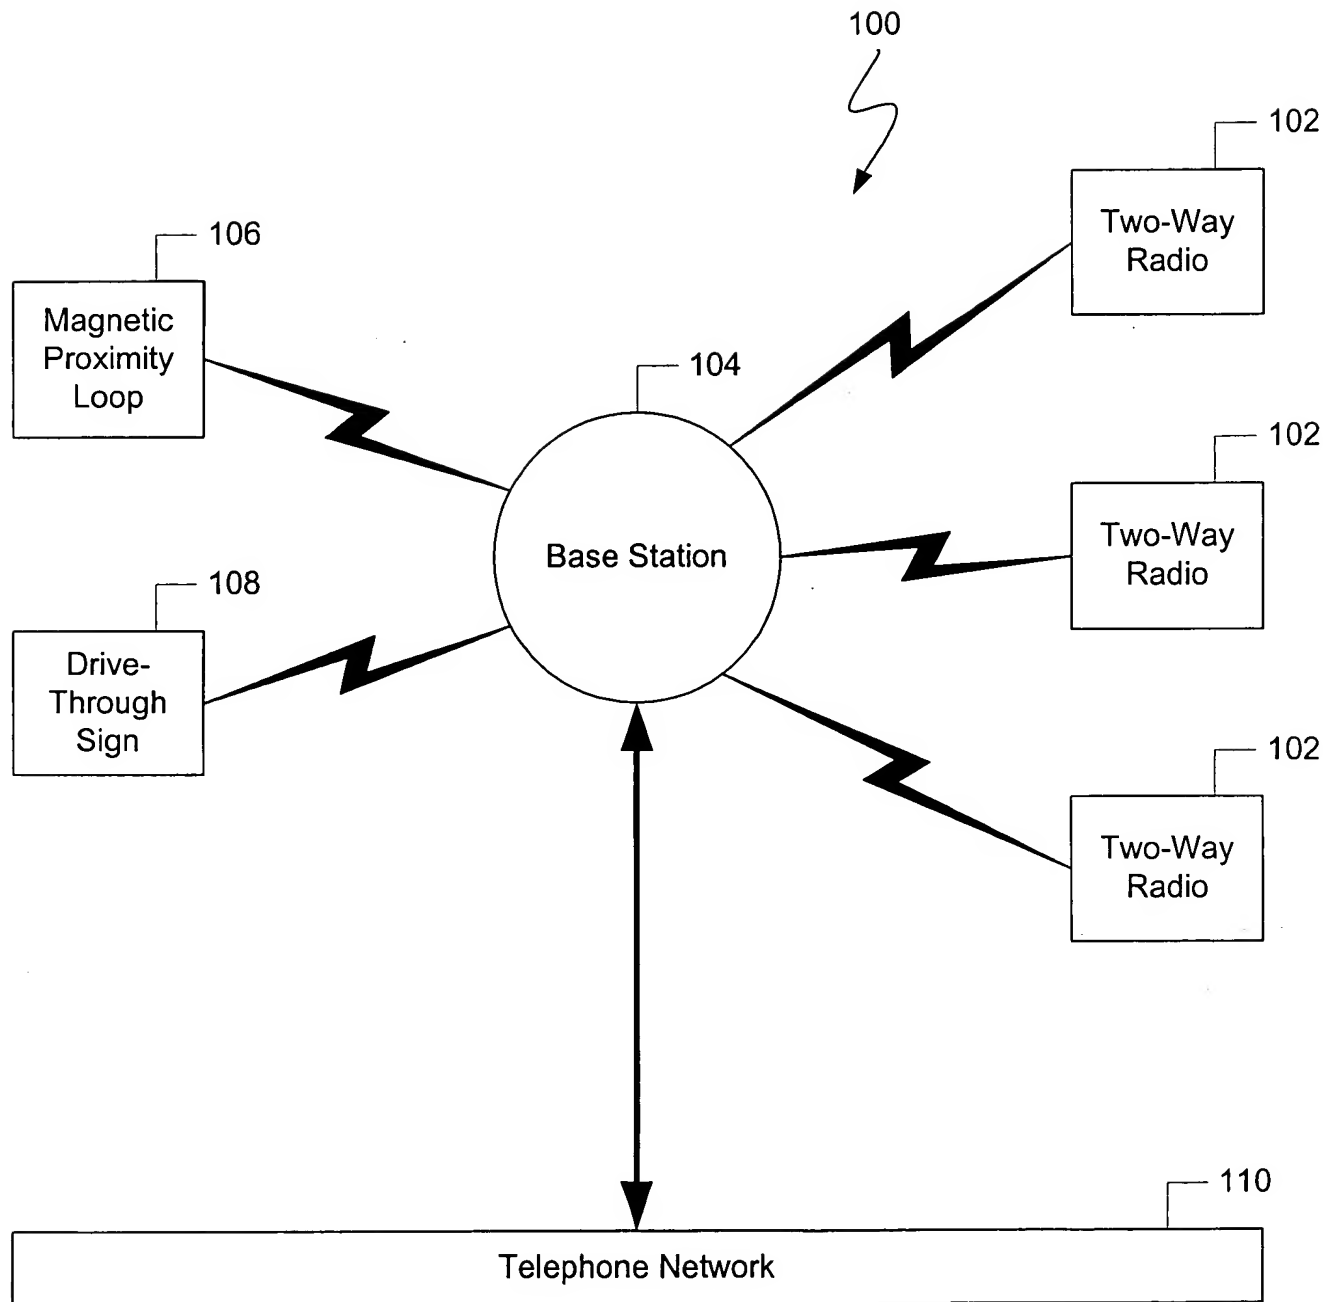 100
102
Two-Way
Radio
106
Magnetic
Proximity
Loop
104
102
Base Station
Two-Way
Radio
108
Drive-
Through
Sign
102
Two-Way
Radio
110
Telephone Network